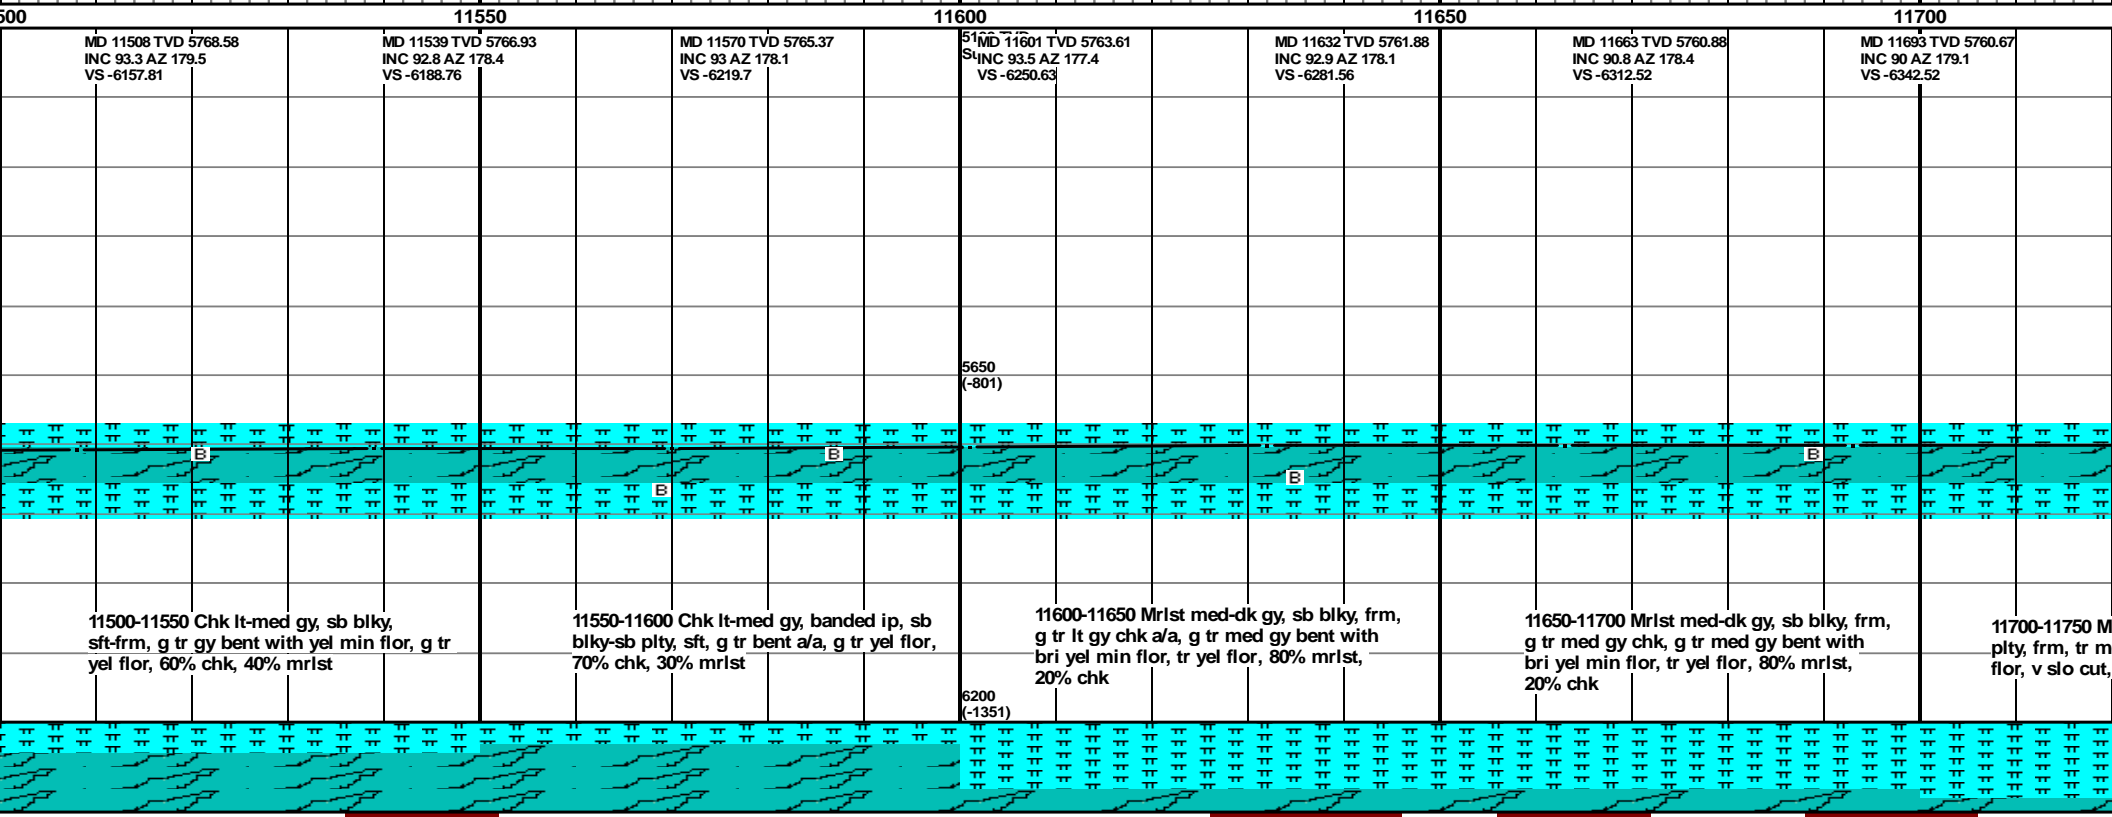 500 11550 11600 11650 11700
MD 11508 TVD 5768.58
INC 93.3 AZ 179.5
VS -6157.81
MD 11539 TVD 5766.93
INC 92.8 AZ 178.4
VS -6188.76
MD 11570 TVD 5765.37
INC 93 AZ 178.1
VS -6219.7
MD 11601 TVD 5763.61
INC 93.5 AZ 177.4
VS -6250.63
MD 11632 TVD 5761.88
INC 92.9 AZ 178.1
VS -6281.56
MD 11663 TVD 5760.88
INC 90.8 AZ 178.4
VS -6312.52
MD 11693 TVD 5760.67
INC 90 AZ 179.1
VS -6342.52
5650
(-801)
B
B
B
B
B
11500-11550 Chk lt-med gy, sb blky,
sft-frm, g tr gy bent with yel min flor, g tr
yel flor, 60% chk, 40% mrlst
11550-11600 Chk lt-med gy, banded ip, sb
blky-sb plty, sft, g tr bent a/a, g tr yel flor,
70% chk, 30% mrlst
11600-11650 Mrlst med-dk gy, sb blky, frm,
g tr lt gy chk a/a, g tr med gy bent with
bri yel min flor, tr yel flor, 80% mrlst,
20% chk
11650-11700 Mrlst med-dk gy, sb blky, frm,
g tr med gy chk, g tr med gy bent with
bri yel min flor, tr yel flor, 80% mrlst,
20% chk
11700-11750 M
plty, frm, tr m
flor, v slo cut,
6200
(-1351)